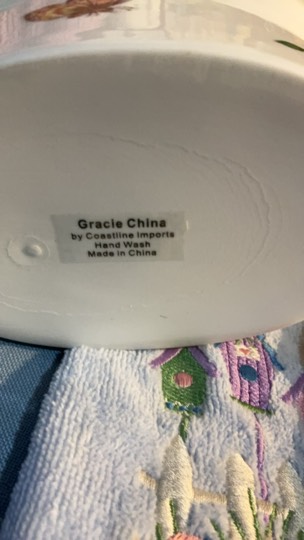 Gracie China
by Coastline Imports
Hand Wash
Made in China